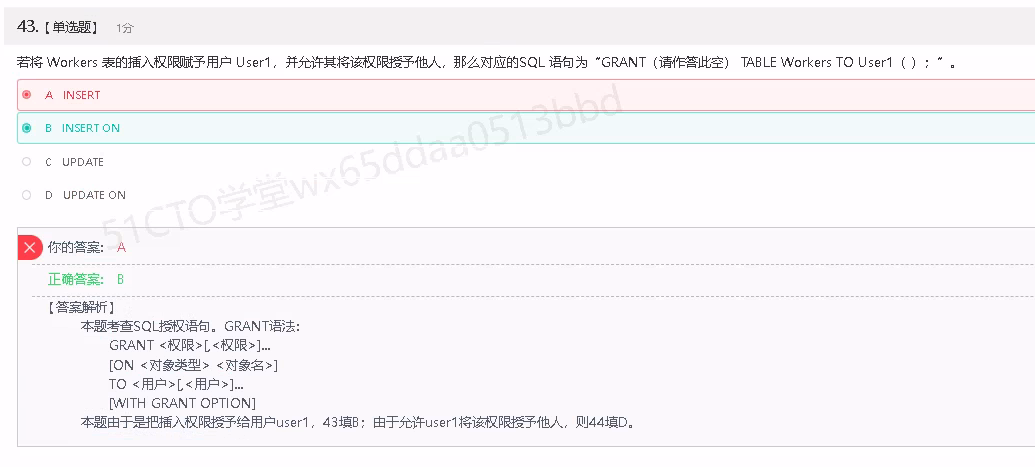 43.【单选题】 1分
若将 Workers 表的插入权限赋予用户 User1，并允许其将该权限授予他人，那么对应的SQL 语句为“GRANT（请作答此空） TABLE Workers TO User1（ ）；”。
A INSERT
B INSERT ON
C UPDATE
D UPDATE ON
51CTO学堂wx65ddaa0513bbd
你的答案: A
正确答案: B
【答案解析】
本题考查SQL授权语句。GRANT语法:
GRANT <权限>[,<权限>]...
[ON <对象类型> <对象名>]
TO <用户>[,<用户>]...
[WITH GRANT OPTION]
本题由于是把插入权限授予给用户user1，43填B；由于允许user1将该权限授予他人，则44填D。